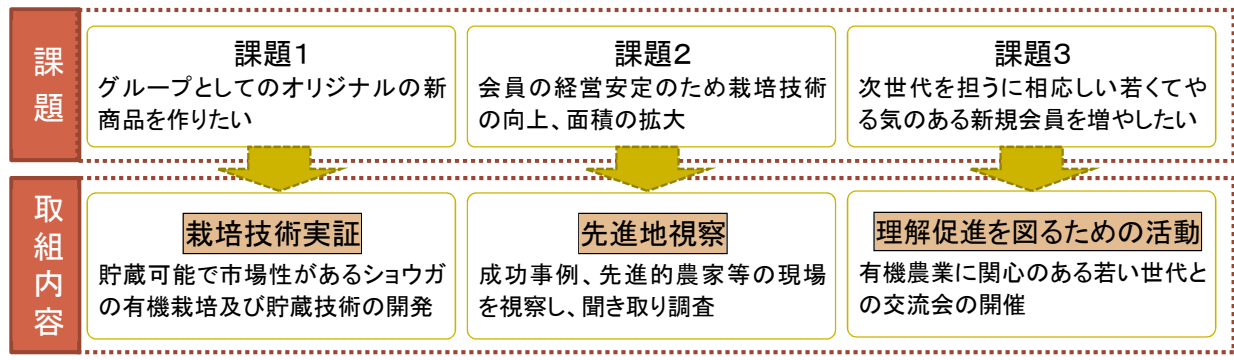 課題
課題1
グループとしてのオリジナルの新
商品を作りたい
課題2
会員の経営安定のため栽培技術
の向上、面積の拡大
課題3
次世代を担うに相応しい若くてや
る気のある新規会員を増やしたい
取組内容
栽培技術実証
貯蔵可能で市場性があるショウガ
の有機栽培及び貯蔵技術の開発
先進地視察
成功事例、先進的農家等の現場
を視察し、聞き取り調査
理解促進を図るための活動
有機農業に関心のある若い世代と
の交流会の開催